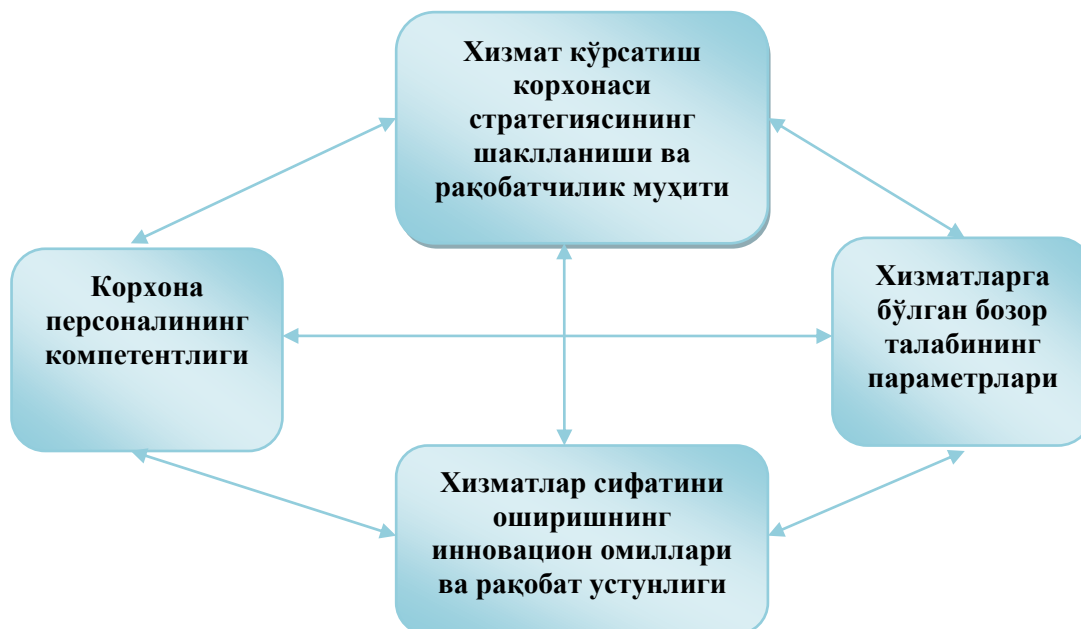 Хизмат кўрсатиш
корхонаси
стратегиясининг
шаклланиши ва
рақобатчилик муҳити
Корхона
персоналининг
компетентлиги
Хизматларга
бўлган бозор
талабининг
параметрлари
Хизматлар сифатини
оширишнинг
инновацион омиллари
ва рақобат устунлиги